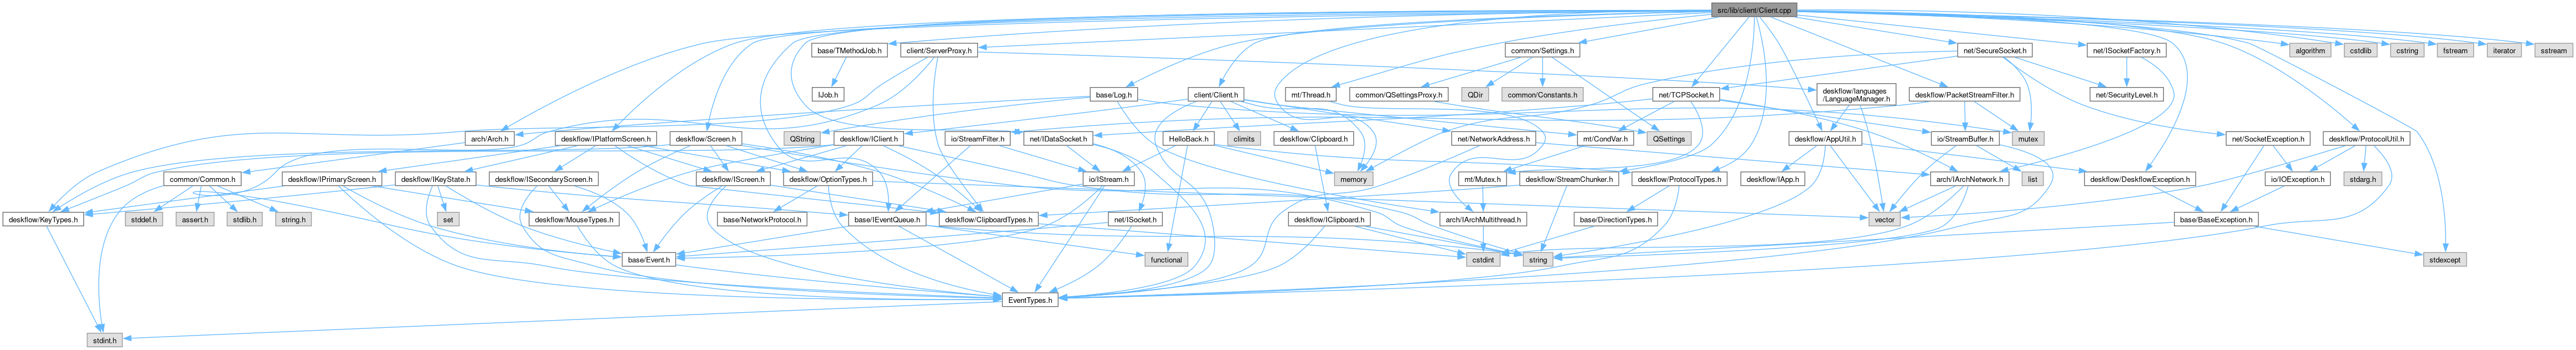 src/lib/client/Client.cpp
base/TMethodJob.h
client/ServerProxy.h
common/Settings.h
net/SecureSocket.h
net/ISocketFactory.h
algorithm
cstdlib
cstring
fstream
iterator
sstream
IJob.h
base/Log.h
client/Client.h
mt/Thread.h
common/QSettingsProxy.h
QDir
common/Constants.h
net/TCPSocket.h
deskflow/languages
/LanguageManager.h
deskflow/PacketStreamFilter.h
net/SecurityLevel.h
arch/Arch.h
deskflow/IPlatformScreen.h
deskflow/Screen.h
QString
deskflow/IClient.h
io/StreamFilter.h
net/IDataSocket.h
HelloBack.h
climits
deskflow/Clipboard.h
net/NetworkAddress.h
mt/CondVar.h
QSettings
deskflow/AppUtil.h
io/StreamBuffer.h
mutex
net/SocketException.h
deskflow/ProtocolUtil.h
common/Common.h
deskflow/IPrimaryScreen.h
deskflow/IKeyState.h
deskflow/ISecondaryScreen.h
deskflow/IScreen.h
deskflow/OptionTypes.h
io/IStream.h
memory
mt/Mutex.h
deskflow/StreamChunker.h
deskflow/ProtocolTypes.h
deskflow/IApp.h
arch/IArchNetwork.h
list
deskflow/DeskflowException.h
io/IOException.h
stdarg.h
deskflow/KeyTypes.h
stddef.h
assert.h
stdlib.h
string.h
set
deskflow/MouseTypes.h
base/NetworkProtocol.h
base/IEventQueue.h
deskflow/ClipboardTypes.h
net/ISocket.h
deskflow/IClipboard.h
arch/IArchMultithread.h
base/DirectionTypes.h
vector
base/BaseException.h
base/Event.h
functional
cstdint
string
stdexcept
EventTypes.h
stdint.h